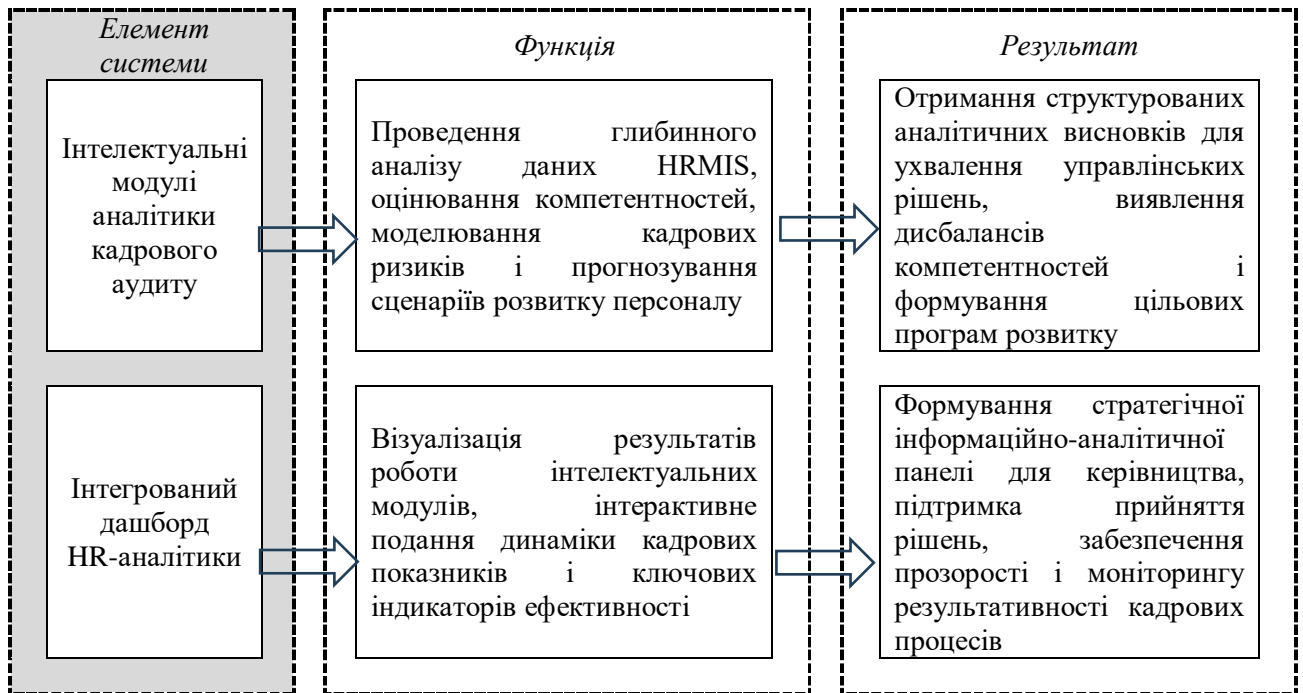 Елемент
системи
Функція
Результат
Інтелектуальні
модулі
аналітики
кадрового
аудиту
Проведення глибинного
аналізу даних HRMIS,
оцінювання компетентностей,
моделювання кадрових
ризиків і прогнозування
сценаріїв розвитку персоналу
Отримання структурованих
аналітичних висновків для
ухвалення управлінських
рішень, виявлення
дисбалансів
компетентностей і
формування цільових
програм розвитку
Інтегрований
дашборд
HR-аналітики
Візуалізація результатів
роботи інтелектуальних
модулів, інтерактивне
подання динаміки кадрових
показників і ключових
індикаторів ефективності
Формування стратегічної
інформаційно-аналітичної
панелі для керівництва,
підтримка прийняття
рішень, забезпечення
прозорості і моніторингу
результативності кадрових
процесів